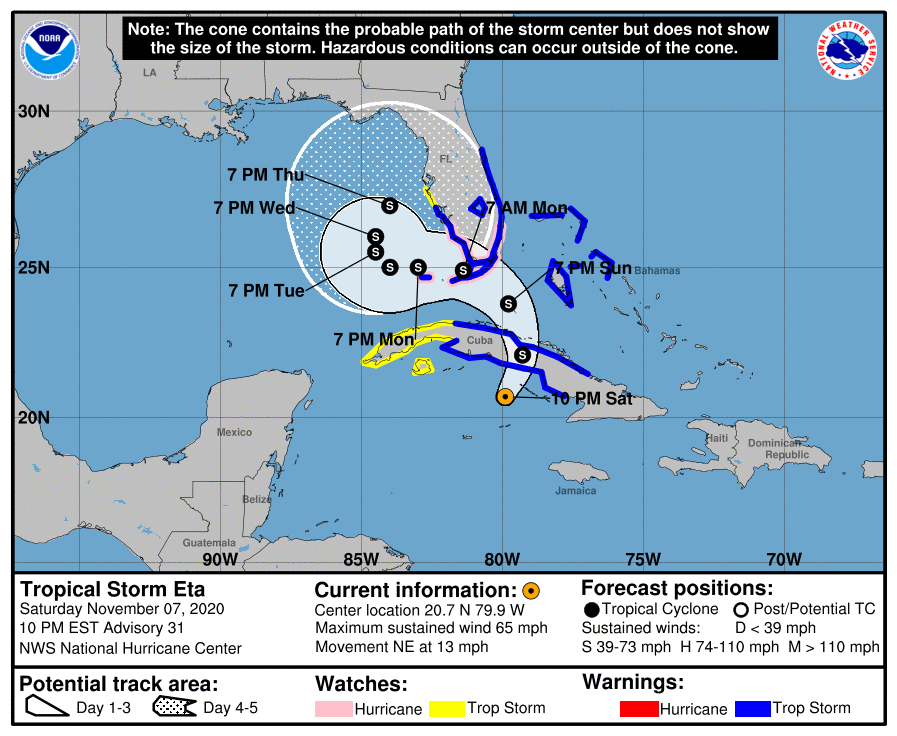 Note: The cone contains the probable path of the storm center but does not show
the size of the storm. Hazardous conditions can occur outside of the cone.
NOAA
NATIONAL WEATHER SERVICE
LA
30N
FL
7 PM Thu
7 PM Wed
7 AM Mon
25N
7 PM Sun
Bahamas
7 PM Tue
7 PM Mon
Cuba
10 PM Sat
20N
Mexico
Haiti
Dominican
Republic
Jamaica
Belize
Guatemala
90W
85W
80W
75W
70W
S
S
S
S
S
S
S
S
Tropical Storm Eta
Saturday November 07, 2020
10 PM EST Advisory 31
NWS National Hurricane Center
Current information:
Center location 20.7 N 79.9 W
Maximum sustained wind 65 mph
Movement NE at 13 mph
Forecast positions:
Tropical Cyclone Post/Potential TC
Sustained winds: D < 39 mph
S 39-73 mph H 74-110 mph M > 110 mph
Potential track area:
Day 1-3 Day 4-5
Watches:
Hurricane Trop Storm
Warnings:
Hurricane Trop Storm